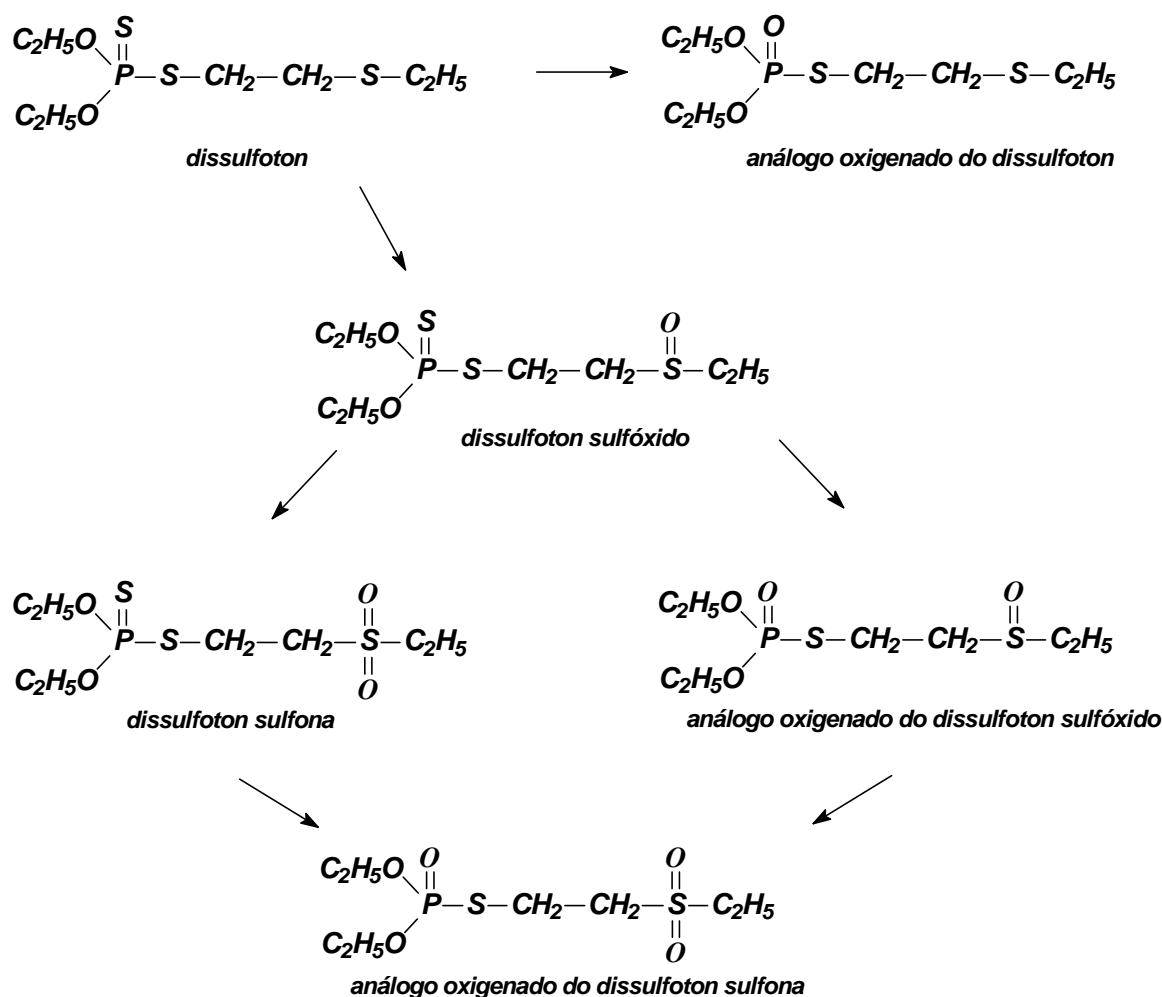 S O
C2H5O C2H5O
P—S—CH2—CH2—S—C2H5 P—S—CH2—CH2—S—C2H5
C2H5O C2H5O
dissulfoton análogo oxigenado do dissulfoton
S O
C2H5O
P—S—CH2—CH2—S—C2H5
C2H5O
dissulfoton sulfóxido
S O O O
C2H5O C2H5O
P—S—CH2—CH2—S—C2H5 P—S—CH2—CH2—S—C2H5
C2H5O O C2H5O
dissulfoton sulfona análogo oxigenado do dissulfoton sulfóxido
O O
C2H5O
P—S—CH2—CH2—S—C2H5
C2H5O O
análogo oxigenado do dissulfoton sulfona